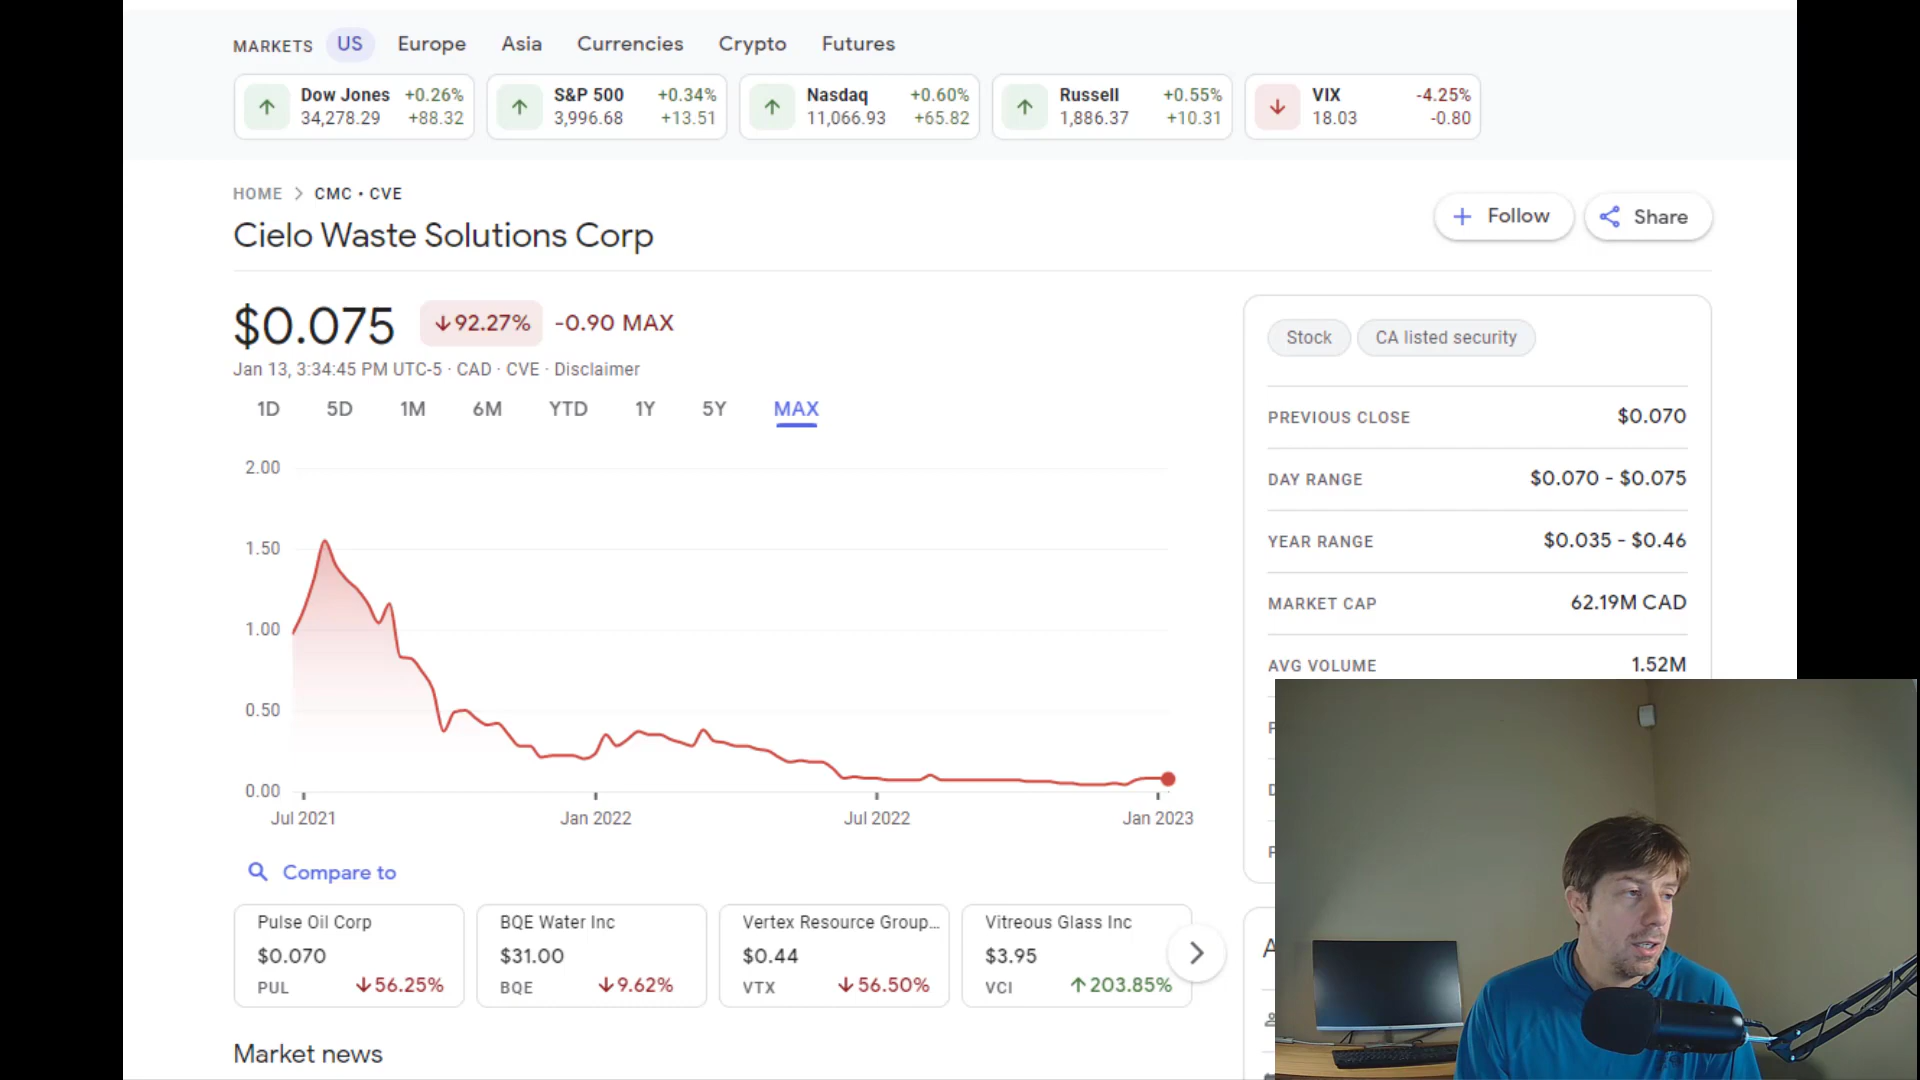 MARKETS US Europe Asia Currencies Crypto Futures
Dow Jones +0.26% S&P 500 +0.34% Nasdaq +0.60% Russell +0.55% VIX -4.25%
34,278.29 +88.32 3,996.68 +13.51 11,066.93 +65.82 1,886.37 +10.31 18.03 -0.80
HOME > CMC • CVE
Cielo Waste Solutions Corp
Follow Share
$0.075 ↓92.27% -0.90 MAX
Jan 13, 3:34:45 PM UTC-5 · CAD · CVE · Disclaimer
1D 5D 1M 6M YTD 1Y 5Y MAX
2.00
1.50
1.00
0.50
0.00
Jul 2021 Jan 2022 Jul 2022 Jan 2023
Stock CA listed security
PREVIOUS CLOSE $0.070
DAY RANGE $0.070 - $0.075
YEAR RANGE $0.035 - $0.46
MARKET CAP 62.19M CAD
AVG VOLUME 1.52M
Compare to
Pulse Oil Corp
$0.070
PUL ↓56.25%
BQE Water Inc
$31.00
BQE ↓9.62%
Vertex Resource Group...
$0.44
VTX ↓56.50%
Vitreous Glass Inc
$3.95
VCI ↑203.85%
Market news